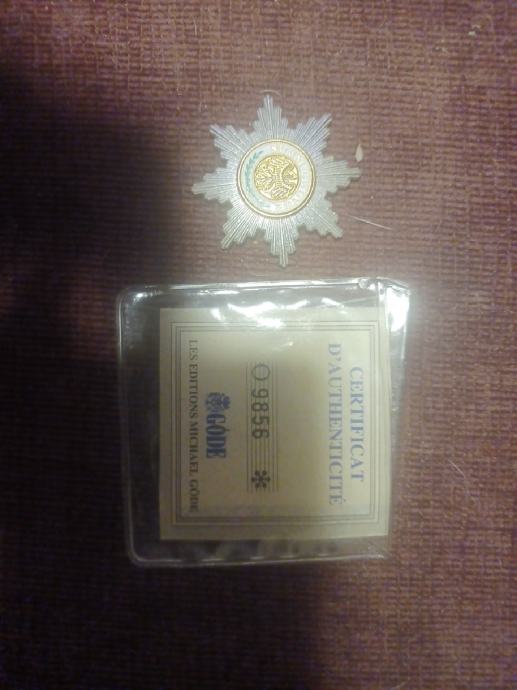 CERTIFICAT
D'AUTHENTICITÉ
O 9856 *
GÖDE
LES EDITIONS MICHAEL GÖDE